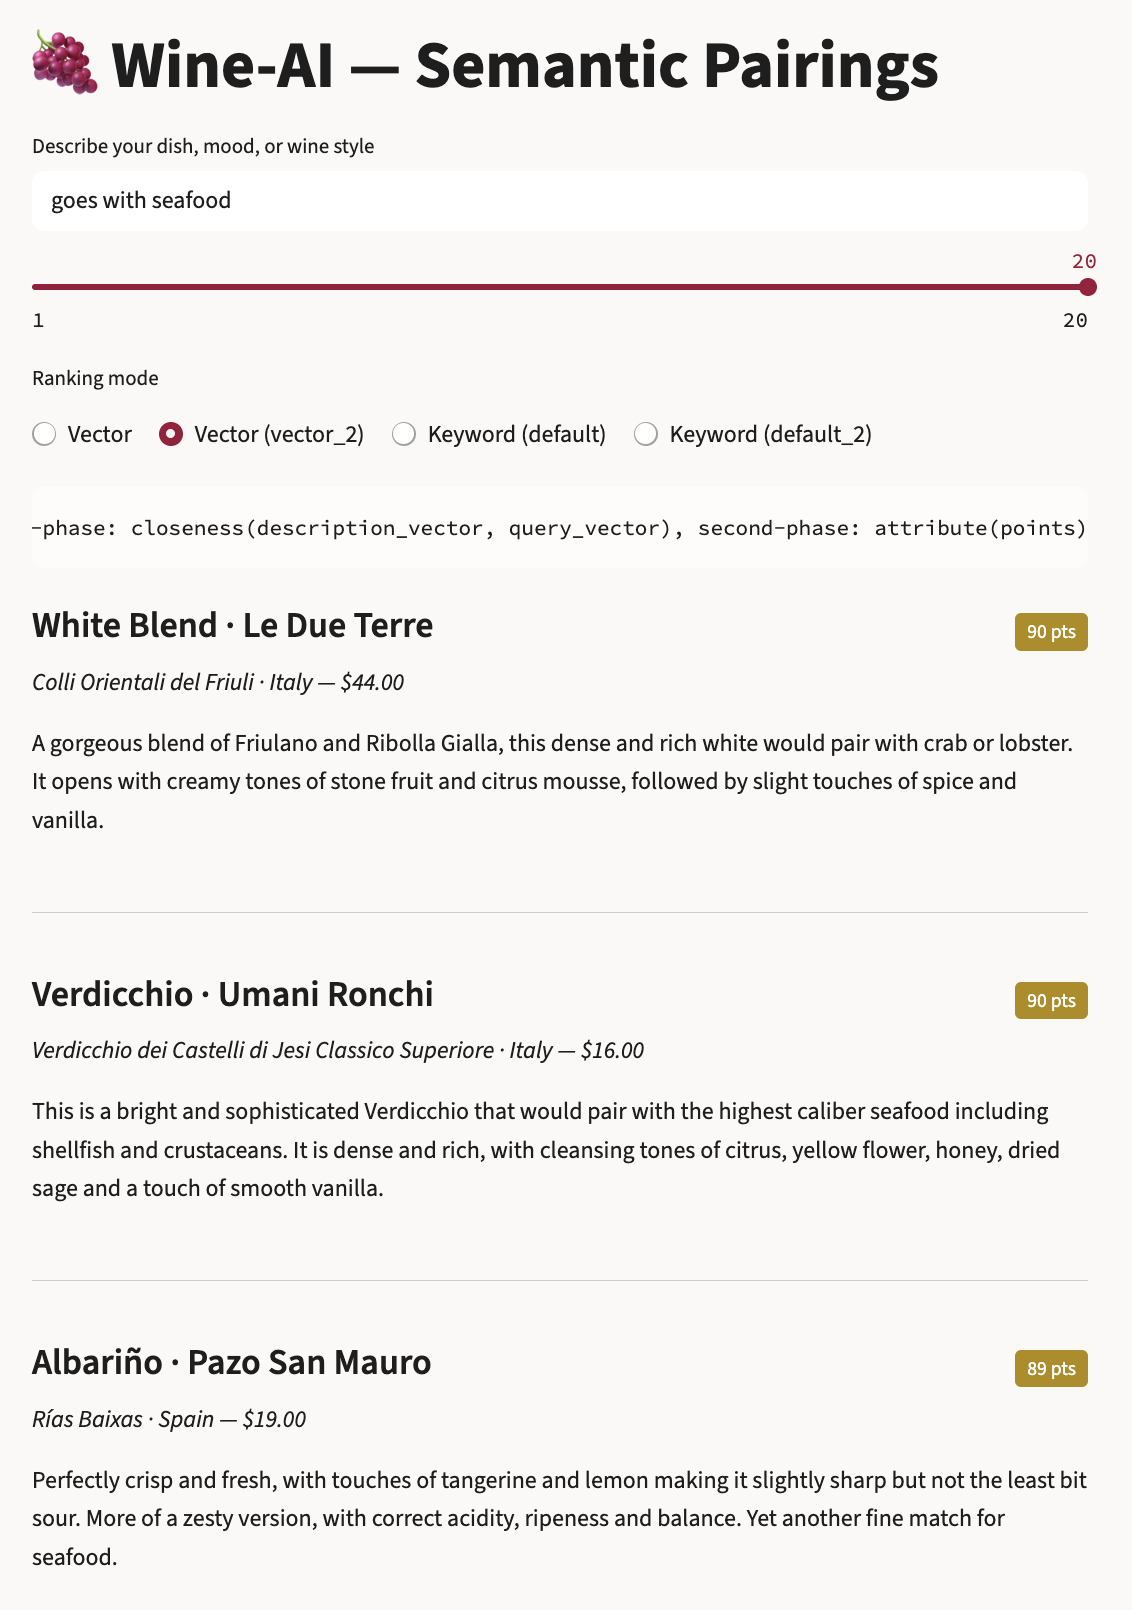 Wine-AI — Semantic Pairings
Describe your dish, mood, or wine style
goes with seafood
20
1 20
Ranking mode
Vector Vector (vector_2) Keyword (default) Keyword (default_2)
-phase: closeness(description_vector, query_vector), second-phase: attribute(points)
White Blend · Le Due Terre 90 pts
Colli Orientali del Friuli · Italy — $44.00
A gorgeous blend of Friulano and Ribolla Gialla, this dense and rich white would pair with crab or lobster.
It opens with creamy tones of stone fruit and citrus mousse, followed by slight touches of spice and
vanilla.
Verdicchio · Umani Ronchi 90 pts
Verdicchio dei Castelli di Jesi Classico Superiore · Italy — $16.00
This is a bright and sophisticated Verdicchio that would pair with the highest caliber seafood including
shellfish and crustaceans. It is dense and rich, with cleansing tones of citrus, yellow flower, honey, dried
sage and a touch of smooth vanilla.
Albariño · Pazo San Mauro 89 pts
Rías Baixas · Spain — $19.00
Perfectly crisp and fresh, with touches of tangerine and lemon making it slightly sharp but not the least bit
sour. More of a zesty version, with correct acidity, ripeness and balance. Yet another fine match for
seafood.